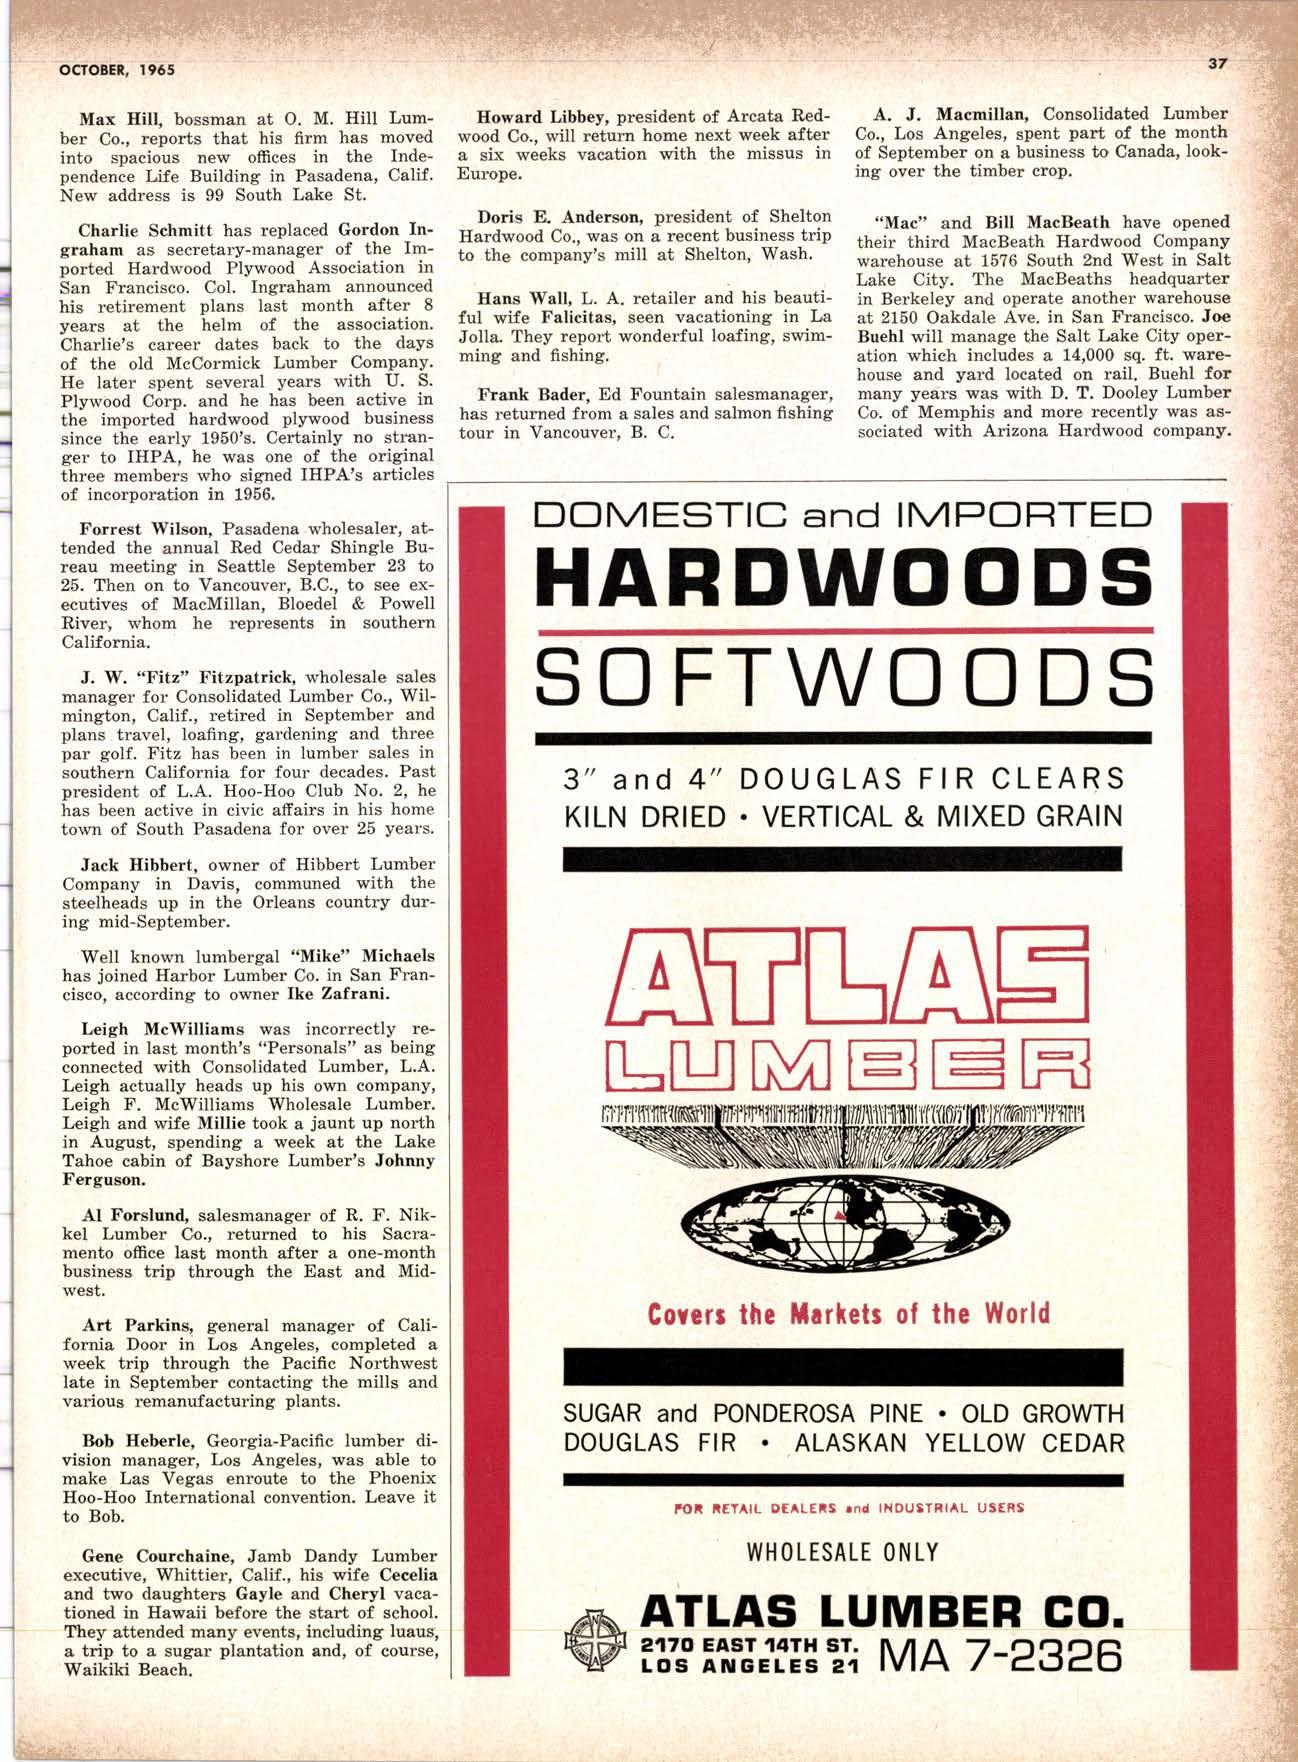 OCTOBER, 1965
37
Max Hill, bossman at O. M. Hill Lum-
ber Co., reports that his firm has moved
into spacious new offices in the Inde-
pendence Life Building in Pasadena, Calif.
New address is 99 South Lake St.
Charlie Schmitt has replaced Gordon In-
graham as secretary-manager of the Im-
ported Hardwood Plywood Association in
San Francisco. Col. Ingraham announced
his retirement plans last month after 8
years at the helm of the association.
Charlie's career dates back to the days
of the old McCormick Lumber Company.
He later spent several years with U. S.
Plywood Corp. and he has been active in
the imported hardwood plywood business
since the early 1950's. Certainly no stran-
ger to IHPA, he was one of the original
three members who signed IHPA's articles
of incorporation in 1956.
Forrest Wilson, Pasadena wholesaler, at-
tended the annual Red Cedar Shingle Bu-
reau meeting in Seattle September 23 to
25. Then on to Vancouver, B.C., to see ex-
ecutives of MacMillan, Bloedel & Powell
River, whom he represents in southern
California.
J. W. "Fitz" Fitzpatrick, wholesale sales
manager for Consolidated Lumber Co., Wil-
mington, Calif., retired in September and
plans travel, loafing, gardening and three
par golf. Fitz has been in lumber sales in
southern California for four decades. Past
president of L.A. Hoo-Hoo Club No. 2, he
has been active in civic affairs in his home
town of South Pasadena for over 25 years.
Jack Hibbert, owner of Hibbert Lumber
Company in Davis, communed with the
steelheads up in the Orleans country dur-
ing mid-September.
Well known lumbergal "Mike" Michaels
has joined Harbor Lumber Co. in San Fran-
cisco, according to owner Ike Zafrani.
Leigh McWilliams was incorrectly re-
ported in last month's "Personals" as being
connected with Consolidated Lumber, L.A.
Leigh actually heads up his own company,
Leigh F. McWilliams Wholesale Lumber.
Leigh and wife Millie took a jaunt up north
in August, spending a week at the Lake
Tahoe cabin of Bayshore Lumber's Johnny
Ferguson.
Al Forslund, salesmanager of R. F. Nik-
kel Lumber Co., returned to his Sacra-
mento office last month after a one-month
business trip through the East and Mid-
west.
Art Parkins, general manager of Cali-
fornia Door in Los Angeles, completed a
week trip through the Pacific Northwest
late in September contacting the mills and
various remanufacturing plants.
Bob Heberle, Georgia-Pacific lumber di-
vision manager, Los Angeles, was able to
make Las Vegas enroute to the Phoenix
Hoo-Hoo International convention. Leave it
to Bob.
Gene Courchaine, Jamb Dandy Lumber
executive, Whittier, Calif., his wife Cecelia
and two daughters Gayle and Cheryl vaca-
tioned in Hawaii before the start of school.
They attended many events, including luaus,
a trip to a sugar plantation and, of course,
Waikiki Beach.
Howard Libbey, president of Arcata Red-
wood Co., will return home next week after
a six weeks vacation with the missus in
Europe.
Doris E. Anderson, president of Shelton
Hardwood Co., was on a recent business trip
to the company's mill at Shelton, Wash.
Hans Wall, L. A. retailer and his beauti-
ful wife Falicitas, seen vacationing in La
Jolla. They report wonderful loafing, swim-
ming and fishing.
Frank Bader, Ed Fountain salesmanager,
has returned from a sales and salmon fishing
tour in Vancouver, B. C.
A. J. Macmillan, Consolidated Lumber
Co., Los Angeles, spent part of the month
of September on a business to Canada, look-
ing over the timber crop.
"Mac" and Bill MacBeath have opened
their third MacBeath Hardwood Company
warehouse at 1576 South 2nd West in Salt
Lake City. The MacBeaths headquarter
in Berkeley and operate another warehouse
at 2150 Oakdale Ave. in San Francisco. Joe
Buehl will manage the Salt Lake City oper-
ation which includes a 14,000 sq. ft. ware-
house and yard located on rail. Buehl for
many years was with D. T. Dooley Lumber
Co. of Memphis and more recently was as-
sociated with Arizona Hardwood company.
DOMESTIC and IMPORTED
HARDWOODS
SOFTWOODS
3" and 4" DOUGLAS FIR CLEARS
KILN DRIED • VERTICAL & MIXED GRAIN
ATLAS
LUMBER
Covers the Markets of the World
SUGAR and PONDEROSA PINE • OLD GROWTH
DOUGLAS FIR • ALASKAN YELLOW CEDAR
FOR RETAIL DEALERS and INDUSTRIAL USERS
WHOLESALE ONLY
ATLAS LUMBER CO.
2170 EAST 14TH ST.
LOS ANGELES 21
MA 7-2326